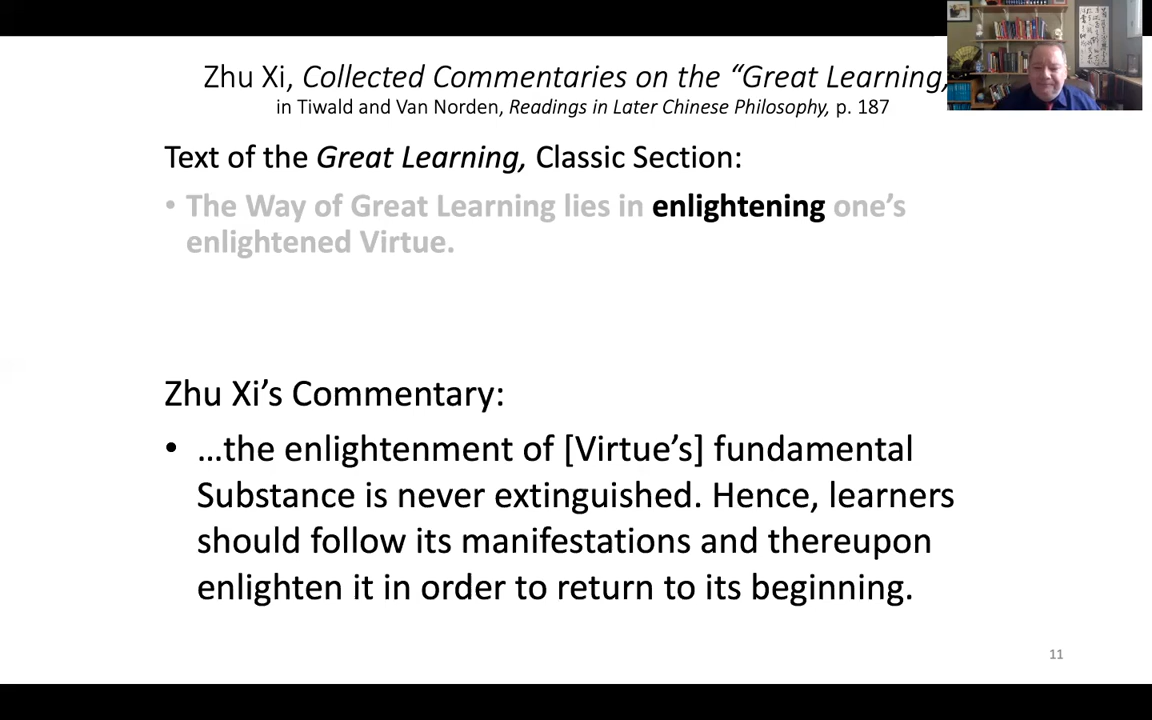 Zhu Xi, Collected Commentaries on the “Great Learning,
in Tiwald and Van Norden, Readings in Later Chinese Philosophy, p. 187
Text of the Great Learning, Classic Section:
• The Way of Great Learning lies in enlightening one’s
enlightened Virtue.
Zhu Xi’s Commentary:
• …the enlightenment of [Virtue’s] fundamental
Substance is never extinguished. Hence, learners
should follow its manifestations and thereupon
enlighten it in order to return to its beginning.
11